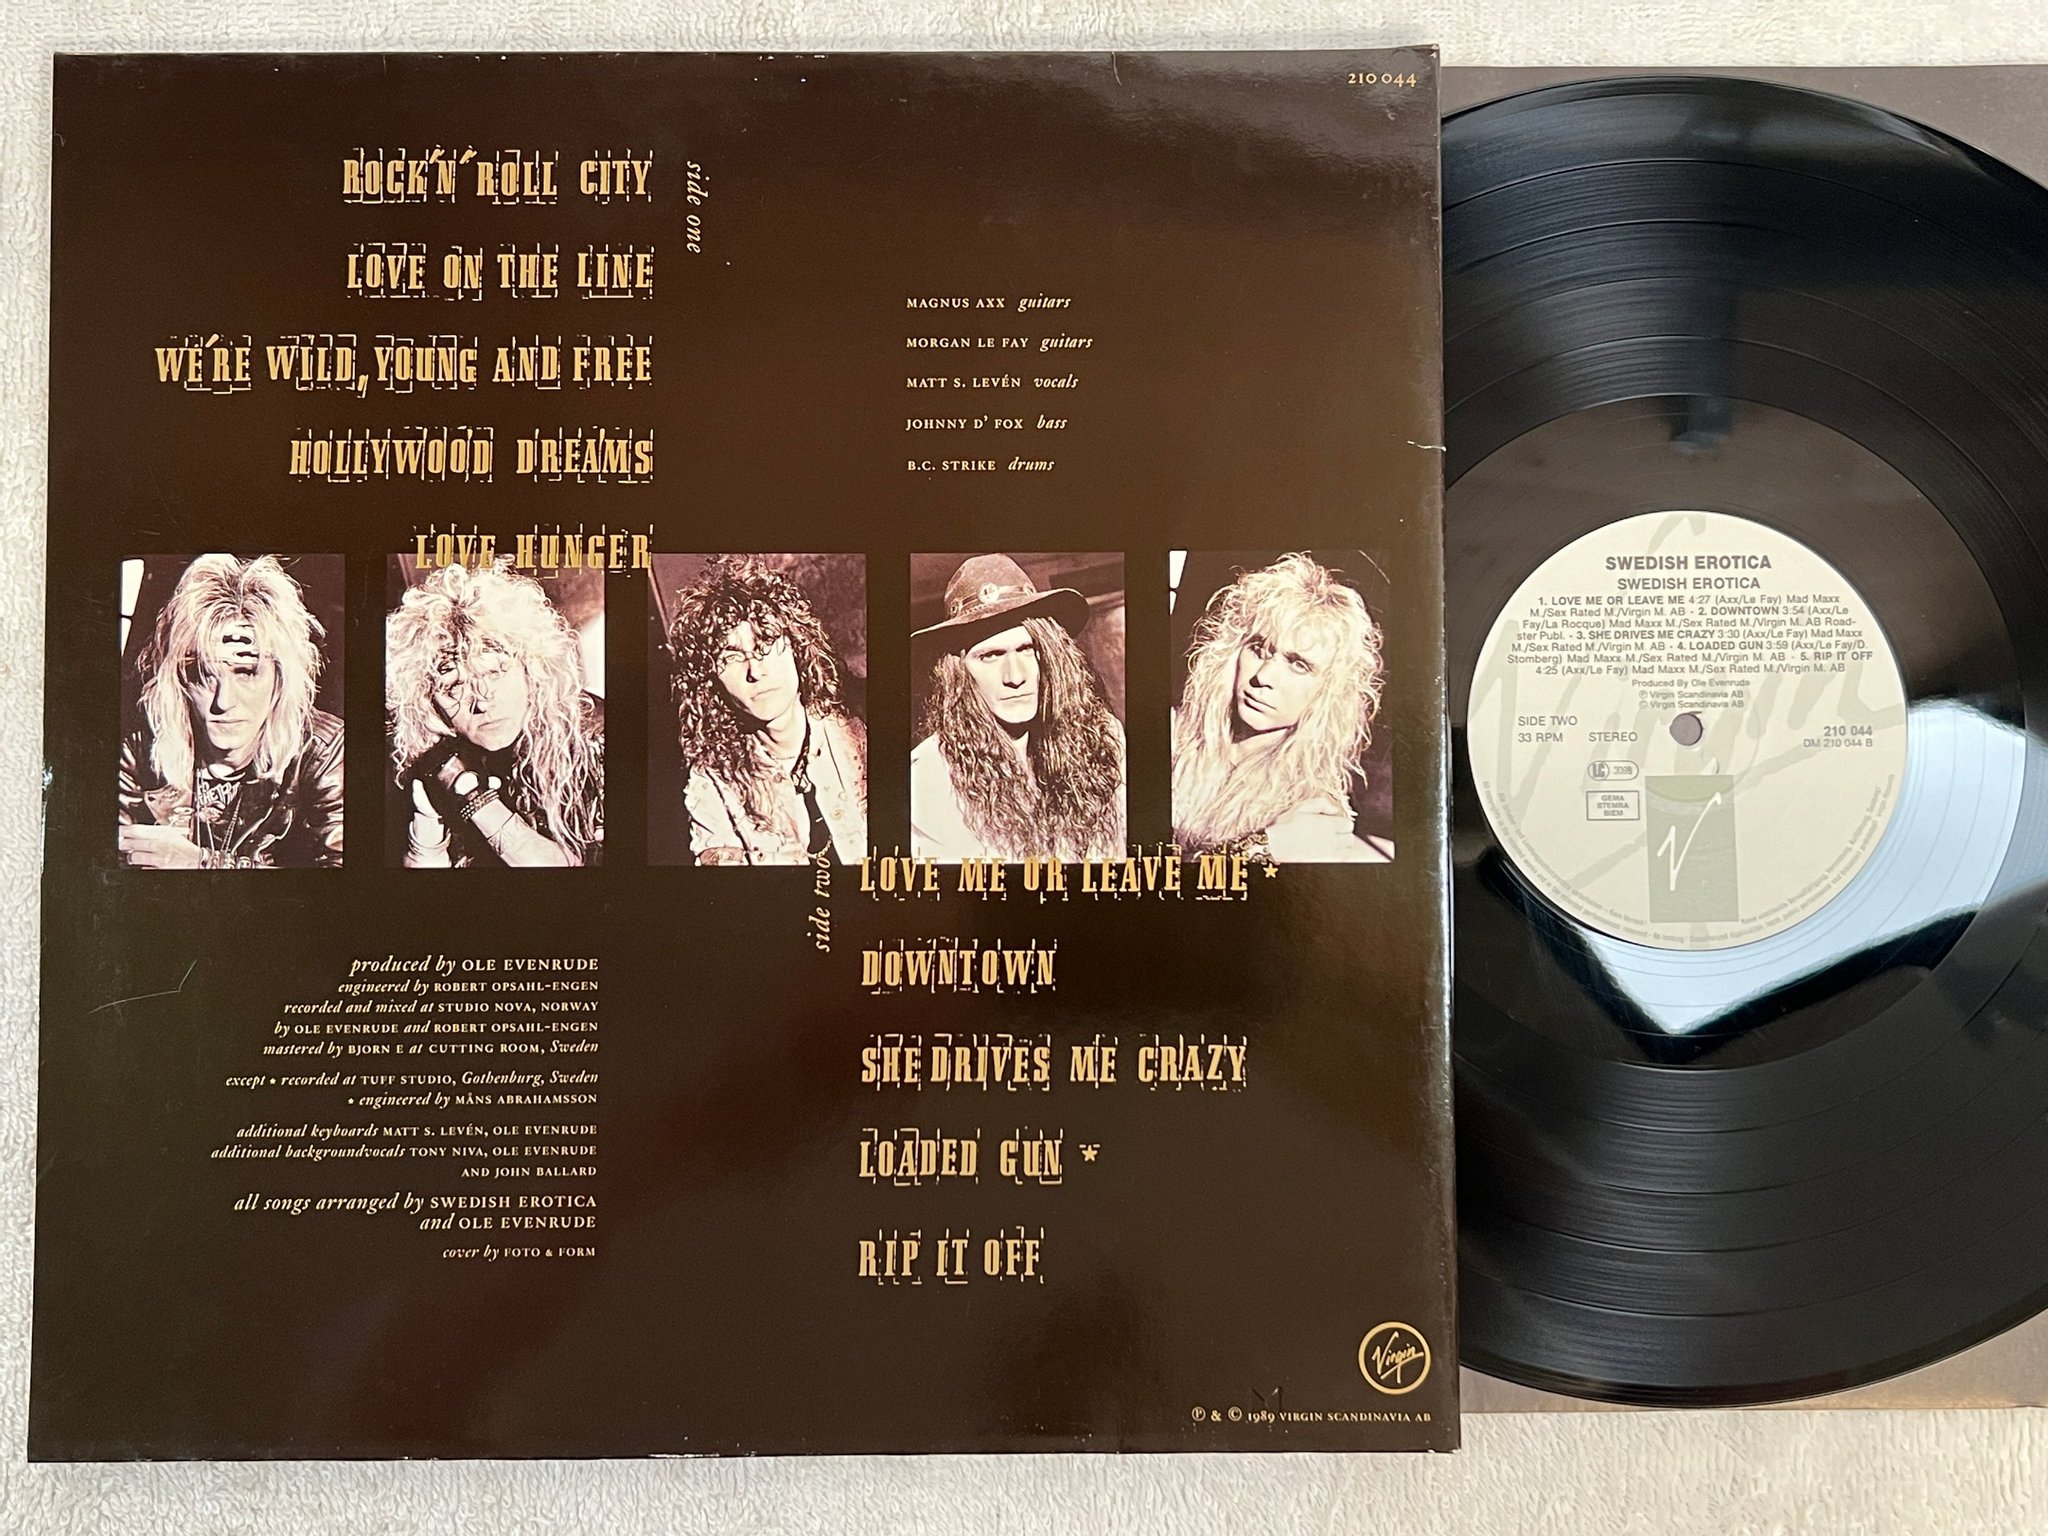 210 044
ROCK'N'ROLL CITY
side one
LOVE ON THE LINE
WE'RE WILD, YOUNG AND FREE
HOLLYWOOD DREAMS
LOVE HUNGER
MAGNUS AXX guitars
MORGAN LE FAY guitars
MATT S. LEVÉN vocals
JOHNNY D' FOX bass
B.C. STRIKE drums
side two
LOVE ME OR LEAVE ME ★
DOWNTOWN
SHE DRIVES ME CRAZY
LOADED GUN ★
RIP IT OFF
produced by OLE EVENRUDE
engineered by ROBERT OPSAHL-ENGEN
recorded and mixed at STUDIO NOVA, NORWAY
by OLE EVENRUDE and ROBERT OPSAHL-ENGEN
mastered by BJORN E at CUTTING ROOM, Sweden
except ★ recorded at TUFF STUDIO, Gothenburg, Sweden
★ engineered by MÅNS ABRAHAMSSON
additional keyboards MATT S. LEVÉN, OLE EVENRUDE
additional backgroundvocals TONY NIVA, OLE EVENRUDE
AND JOHN BALLARD
all songs arranged by SWEDISH EROTICA
and OLE EVENRUDE
cover by FOTO & FORM
Virgin
℗ & © 1989 VIRGIN SCANDINAVIA AB
SWEDISH EROTICA
SWEDISH EROTICA
1. LOVE ME OR LEAVE ME 4:27 (Axx/Le Fay) Mad Maxx
M./Sex Rated M./Virgin M. AB - 2. DOWNTOWN 3:54 (Axx/Le
Fay/La Rocque) Mad Maxx M./Sex Rated M./Virgin M. AB Road-
ster Publ. - 3. SHE DRIVES ME CRAZY 3:30 (Axx/Le Fay) Mad Maxx
M./Sex Rated M./Virgin M. AB - 4. LOADED GUN 3:59 (Axx/Le Fay/D.
Stomberg) Mad Maxx M./Sex Rated M./Virgin M. AB - 5. RIP IT OFF
4:25 (Axx/Le Fay) Mad Maxx M./Sex Rated M./Virgin M. AB
Produced By Ole Evenrude
℗ Virgin Scandinavia AB
© Virgin Scandinavia AB
SIDE TWO
33 RPM STEREO
210 044
DM 210 044 B
LC 3098
GEMA
STEMRA
BIEM